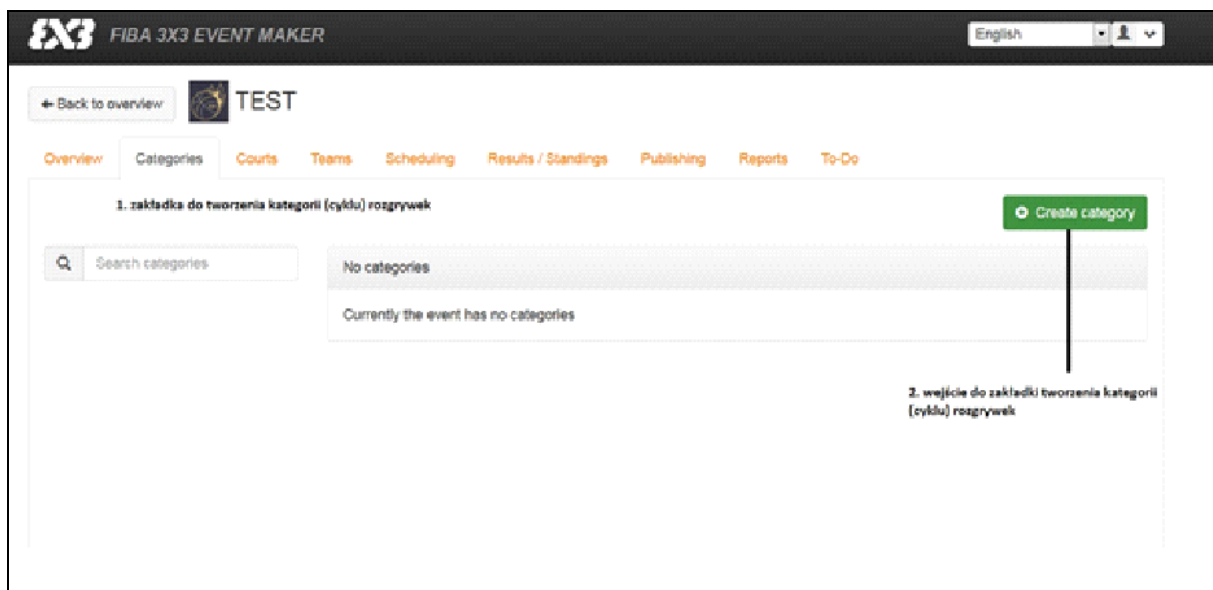 3X3 FIBA 3X3 EVENT MAKER English
Back to overview TEST
Overview Categories Courts Teams Scheduling Results / Standings Publishing Reports To-Do
1. zakładka do tworzenia kategorii (cyklu) rozgrywek
Create category
Search categories
No categories
Currently the event has no categories
2. wejście do zakładki tworzenia kategorii
(cyklu) rozgrywek